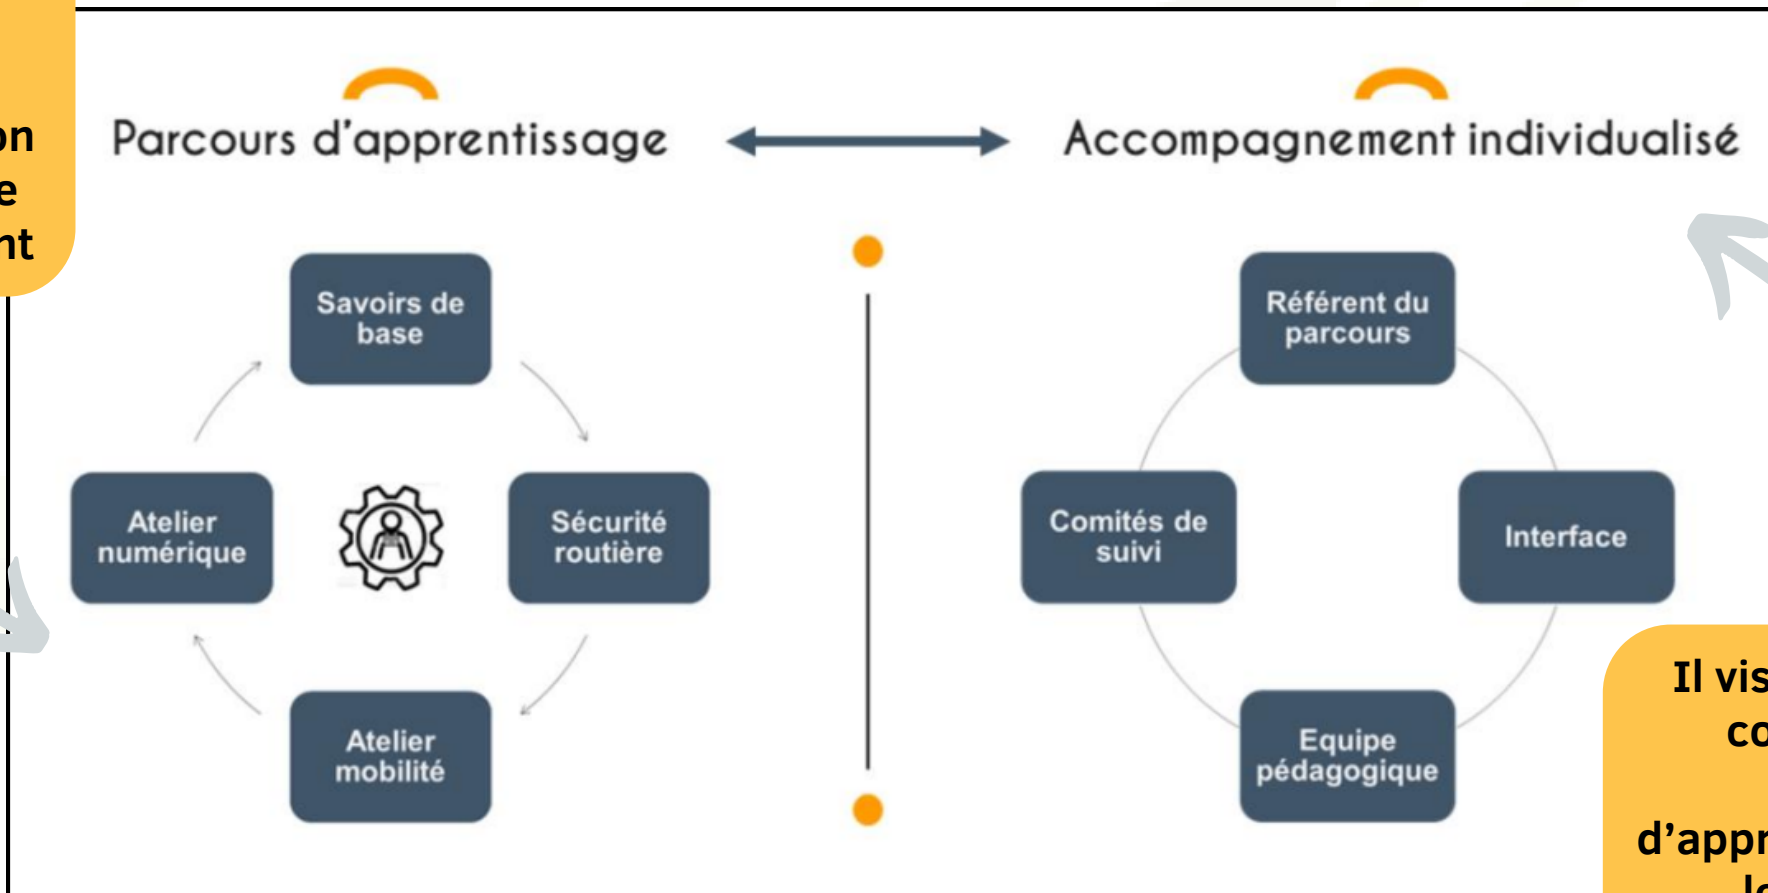 Parcours d'apprentissage
Accompagnement individualisé
Savoirs de
base
Sécurité
routière
Atelier
mobilité
Atelier
numérique
Référent du
parcours
Interface
Equipe
pédagogique
Comités de
suivi
Il vis
co
d'appr